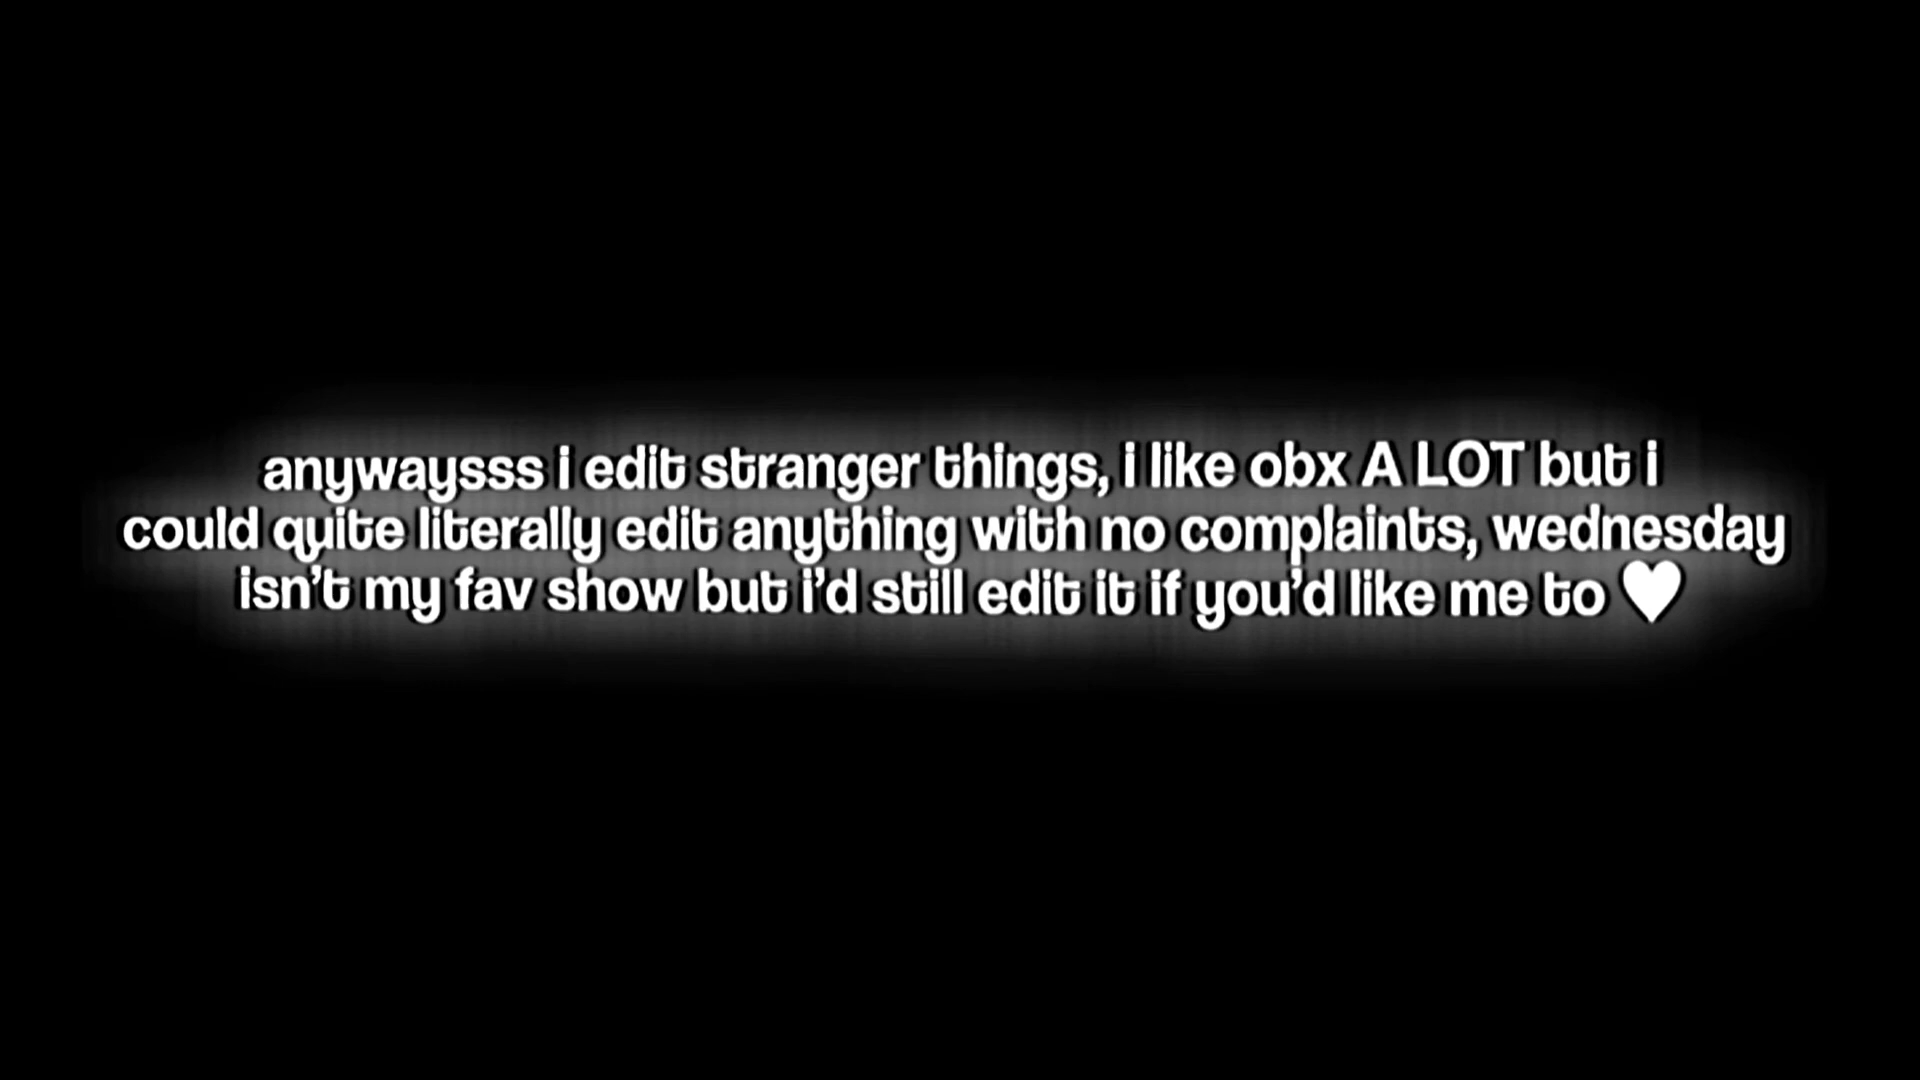 anywaysss i edit stranger things, i like obx A LOT but i
could quite literally edit anything with no complaints, wednesday
isn't my fav show but i'd still edit it if you'd like me to ♥